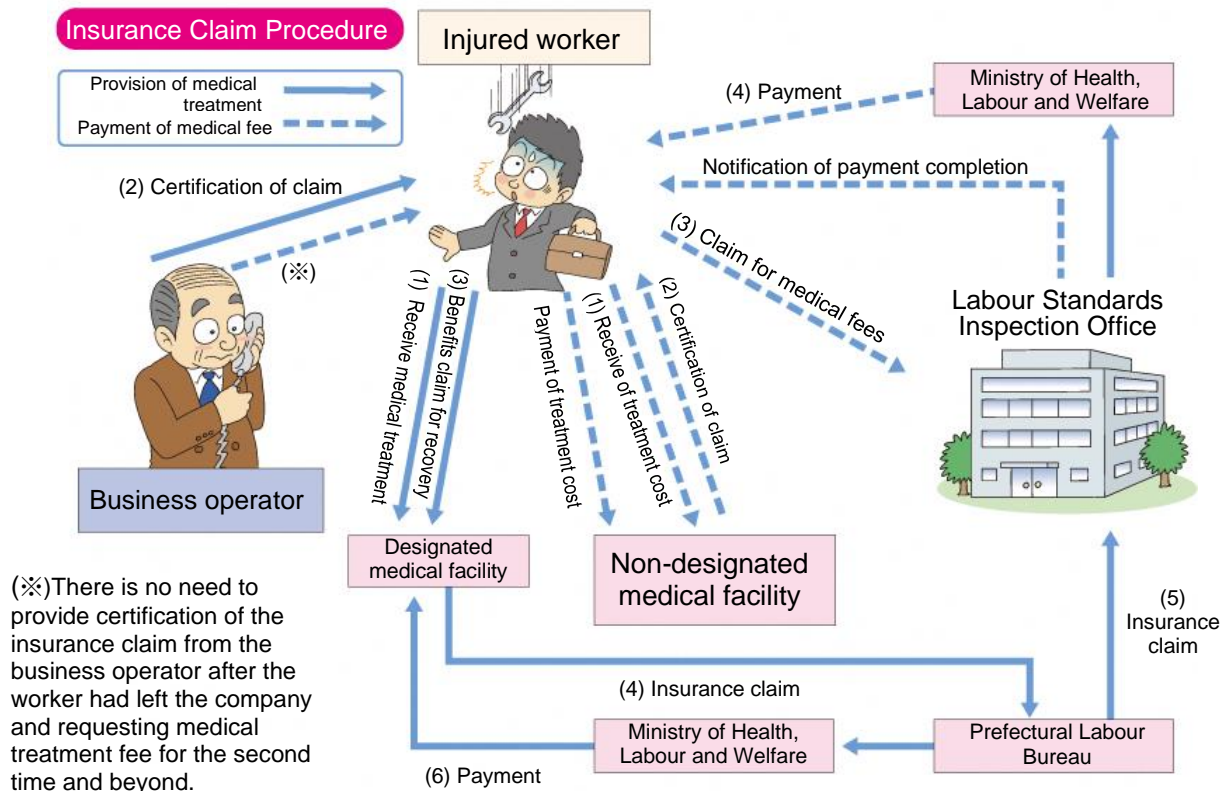 Insurance Claim Procedure
Injured worker
Provision of medical
treatment
Payment of medical fee
(4) Payment
Ministry of Health,
Labour and Welfare
Notification of payment completion
(2) Certification of claim
(※)
(3) Claim for medical fees
Labour Standards
Inspection Office
(1) Receive medical treatment
(3) Benefits claim for recovery
Payment of treatment cost
(1) Receive of treatment cost
(2) Certification of claim
Business operator
Designated
medical facility
Non-designated
medical facility
(※)There is no need to
provide certification of the
insurance claim from the
business operator after the
worker had left the company
and requesting medical
treatment fee for the second
time and beyond.
(5)
Insurance
claim
(4) Insurance claim
Ministry of Health,
Labour and Welfare
Prefectural Labour
Bureau
(6) Payment